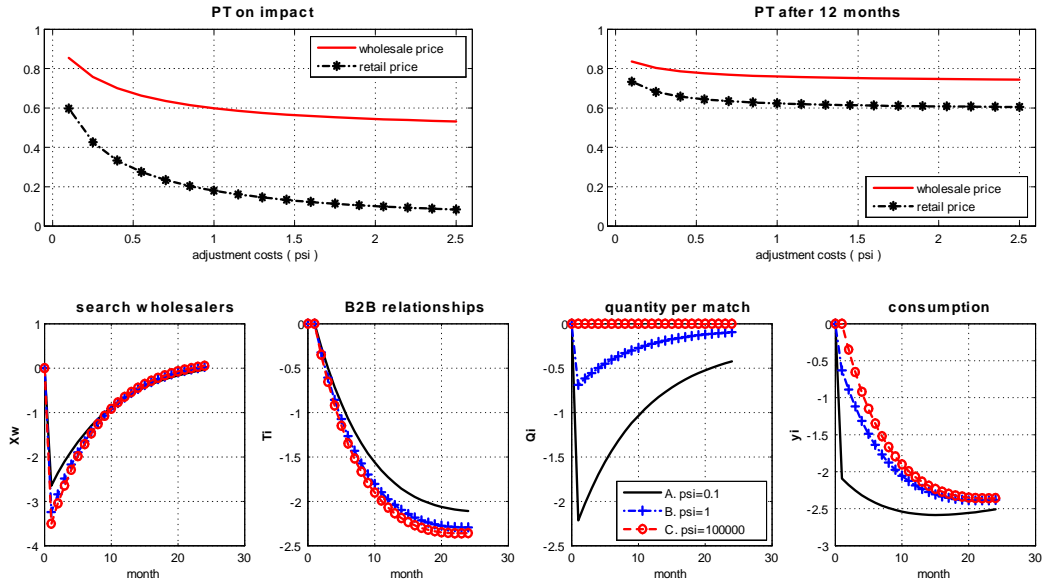 PT on impact
1
0.8
0.6
0.4
0.2
0
0
0.5
1
1.5
2
2.5
adjustment costs ( psi )
wholesale price
retail price
PT after 12 months
1
0.8
0.6
0.4
0.2
0
0
0.5
1
1.5
2
2.5
adjustment costs ( psi )
wholesale price
retail price
search wholesalers
Xw
1
0
-1
-2
-3
-4
0
10
20
30
month
B2B relationships
Ti
0
-0.5
-1
-1.5
-2
-2.5
0
10
20
30
month
quantity per match
Qi
0
-0.5
-1
-1.5
-2
-2.5
0
10
20
30
month
A. psi=0.1
B. psi=1
C. psi=100000
consumption
yi
0
-0.5
-1
-1.5
-2
-2.5
-3
0
10
20
30
month